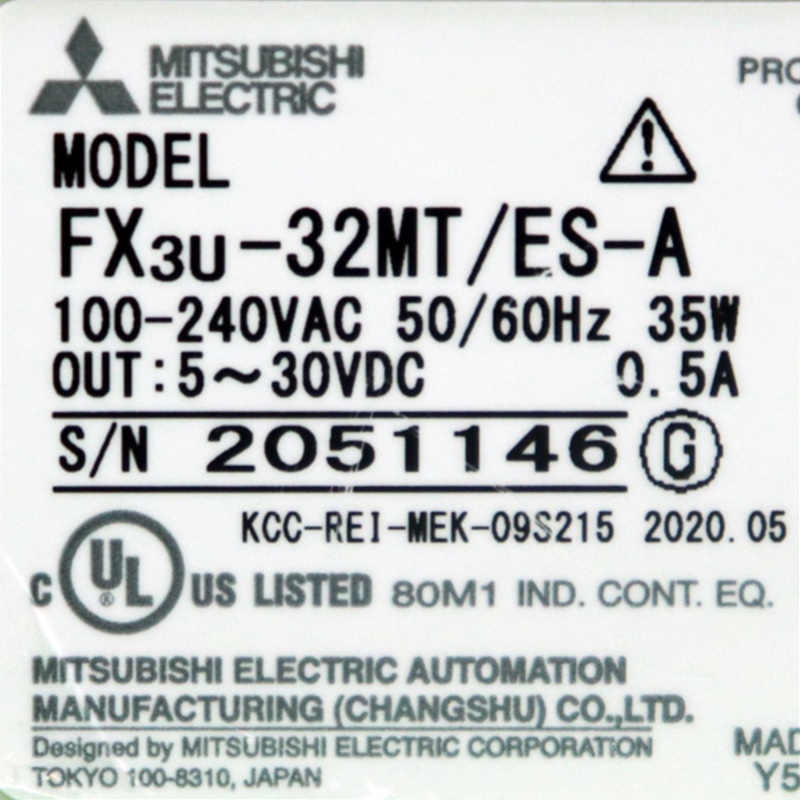 MITSUBISHI
ELECTRIC
MODEL
FX3U-32MT/ES-A
100-240VAC 50/60Hz 35W
OUT:5~30VDC 0.5A
S/N 2051146 G
KCC-REI-MEK-09S215 2020.05
C UL® US LISTED 80M1 IND. CONT. EQ.
MITSUBISHI ELECTRIC AUTOMATION
MANUFACTURING (CHANGSHU) CO.,LTD.
Designed by MITSUBISHI ELECTRIC CORPORATION
TOKYO 100-8310, JAPAN